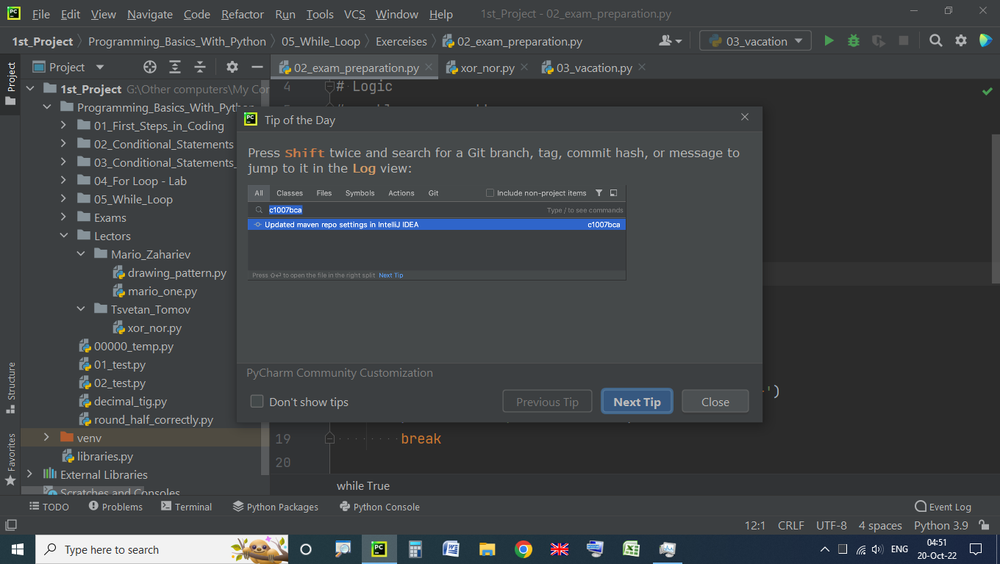 File Edit View Navigate Code Refactor Run Tools VCS Window Help 1st_Project - 02_exam_preparation.py
1st_Project Programming_Basics_With_Python 05_While_Loop Exerceises 02_exam_preparation.py 03_vacation
Project
Project
02_exam_preparation.py xor_nor.py 03_vacation.py
1st_Project G:\Other computers\My Cor
Programming_Basics_With_Python
01_First_Steps_in_Coding
02_Conditional_Statements
03_Conditional_Statements_
04_For Loop - Lab
05_While_Loop
Exams
Lectors
Mario_Zahariev
drawing_pattern.py
mario_one.py
Tsvetan_Tomov
xor_nor.py
00000_temp.py
01_test.py
02_test.py
decimal_tig.py
round_half_correctly.py
venv
libraries.py
External Libraries
Scratches and Consoles
Structure
Favorites
4 # Logic
Tip of the Day
Press Shift twice and search for a Git branch, tag, commit hash, or message to
jump to it in the Log view:
All Classes Files Symbols Actions Git Include non-project items
c1007bca Type / to see commands
Updated maven repo settings in IntelliJ IDEA c1007bca
Press ⇧⏎ to open the file in the right split Next Tip
PyCharm Community Customization
Don't show tips Previous Tip Next Tip Close
')
19 break
20
while True
TODO Problems Terminal Python Packages Python Console Event Log
12:1 CRLF UTF-8 4 spaces Python 3.9
Type here to search
ENG
04:51
20-Oct-22